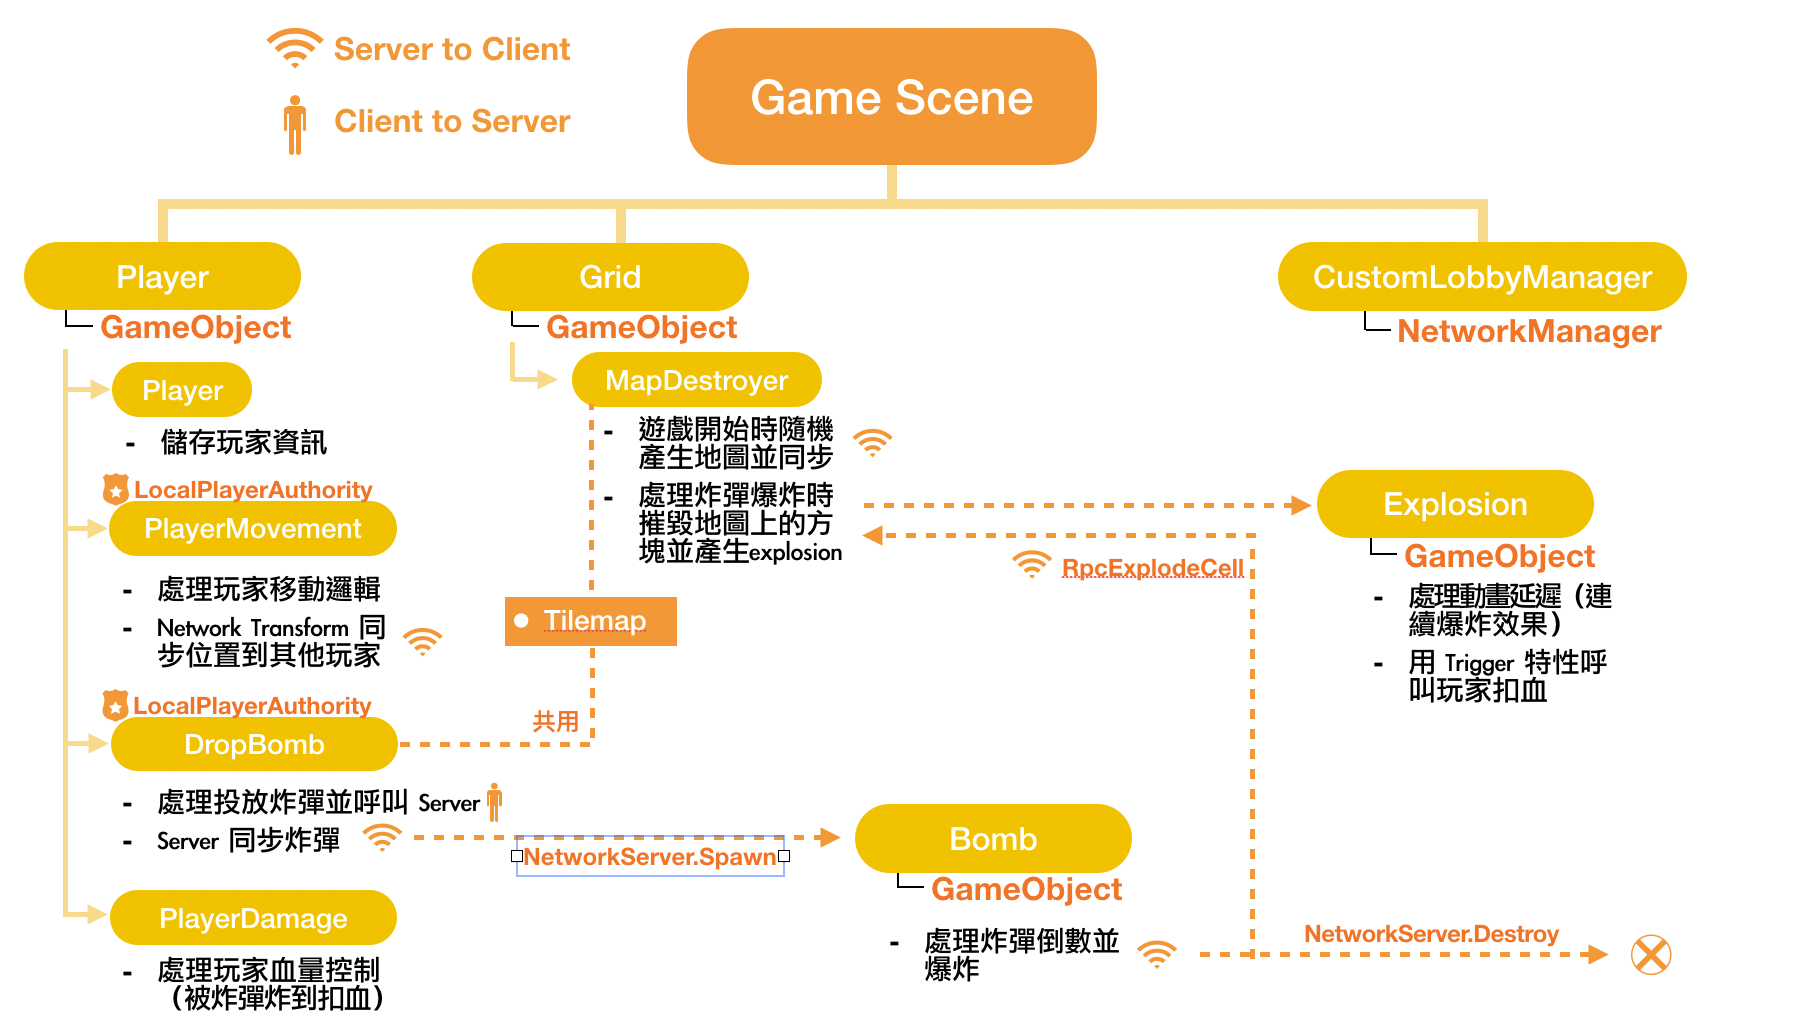 Server to Client
Client to Server
Game Scene
Player
GameObject
Player
- 儲存玩家資訊
LocalPlayerAuthority
PlayerMovement
- 處理玩家移動邏輯
- Network Transform 同
步位置到其他玩家
LocalPlayerAuthority
DropBomb
- 處理投放炸彈並呼叫 Server
- Server 同步炸彈
PlayerDamage
- 處理玩家血量控制
（被炸彈炸到扣血）
Grid
GameObject
MapDestroyer
- 遊戲開始時隨機
產生地圖並同步
- 處理炸彈爆炸時
摧毀地圖上的方
塊並產生explosion
• Tilemap
共用
NetworkServer.Spawn
RpcExplodeCell
Bomb
GameObject
- 處理炸彈倒數並
爆炸
NetworkServer.Destroy
CustomLobbyManager
NetworkManager
Explosion
GameObject
- 處理動畫延遲（連
續爆炸效果）
- 用 Trigger 特性呼
叫玩家扣血